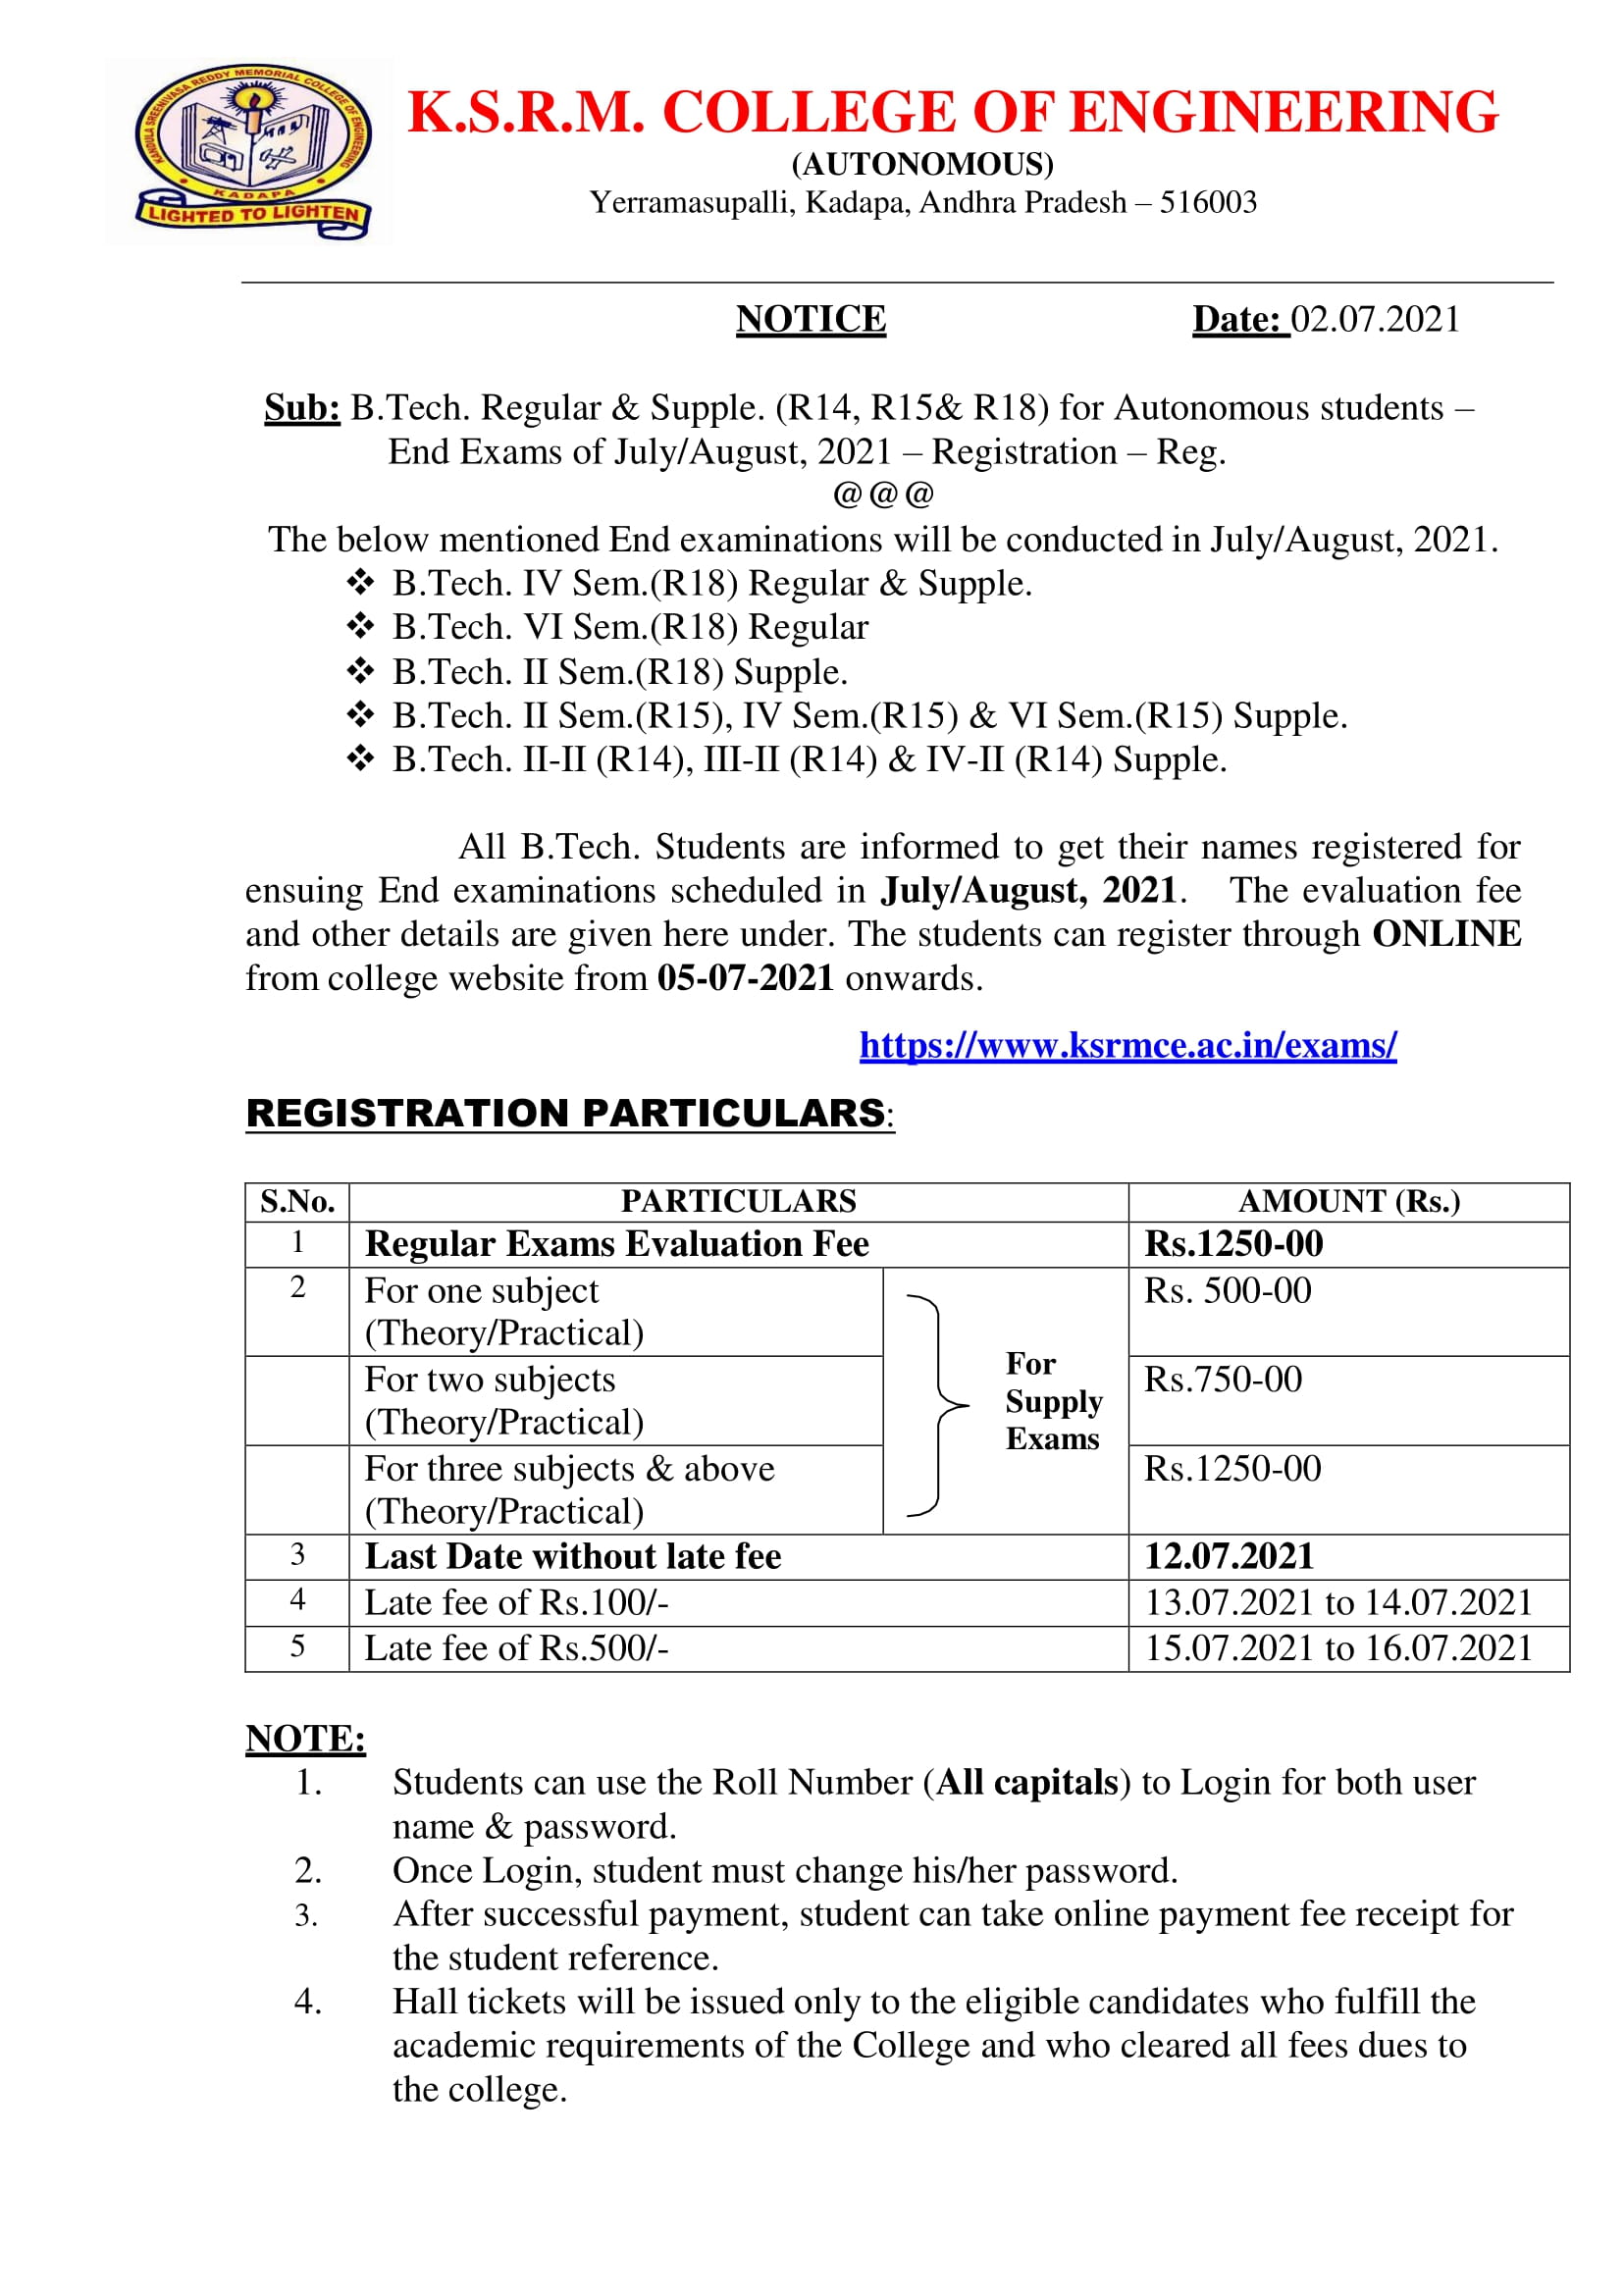 KANDULA SREENIVASA REDDY MEMORIAL COLLEGE OF ENGINEERING
KADAPA
LIGHTED TO LIGHTEN
K.S.R.M. COLLEGE OF ENGINEERING
(AUTONOMOUS)
Yerramasupalli, Kadapa, Andhra Pradesh – 516003
NOTICE Date: 02.07.2021
Sub: B.Tech. Regular & Supple. (R14, R15& R18) for Autonomous students –
End Exams of July/August, 2021 – Registration – Reg.
@@@
The below mentioned End examinations will be conducted in July/August, 2021.
❖ B.Tech. IV Sem.(R18) Regular & Supple.
❖ B.Tech. VI Sem.(R18) Regular
❖ B.Tech. II Sem.(R18) Supple.
❖ B.Tech. II Sem.(R15), IV Sem.(R15) & VI Sem.(R15) Supple.
❖ B.Tech. II-II (R14), III-II (R14) & IV-II (R14) Supple.
All B.Tech. Students are informed to get their names registered for
ensuing End examinations scheduled in July/August, 2021. The evaluation fee
and other details are given here under. The students can register through ONLINE
from college website from 05-07-2021 onwards.
https://www.ksrmce.ac.in/exams/
REGISTRATION PARTICULARS:
S.No. PARTICULARS AMOUNT (Rs.)
1 Regular Exams Evaluation Fee Rs.1250-00
2 For one subject Rs. 500-00
(Theory/Practical)
For two subjects Rs.750-00
(Theory/Practical)
For three subjects & above Rs.1250-00
(Theory/Practical)
For
Supply
Exams
3 Last Date without late fee 12.07.2021
4 Late fee of Rs.100/- 13.07.2021 to 14.07.2021
5 Late fee of Rs.500/- 15.07.2021 to 16.07.2021
NOTE:
1. Students can use the Roll Number (All capitals) to Login for both user
name & password.
2. Once Login, student must change his/her password.
3. After successful payment, student can take online payment fee receipt for
the student reference.
4. Hall tickets will be issued only to the eligible candidates who fulfill the
academic requirements of the College and who cleared all fees dues to
the college.